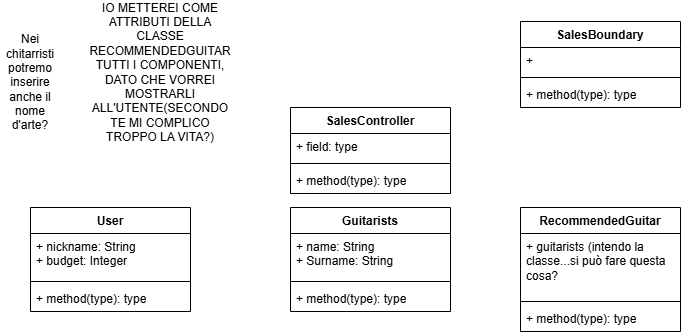 Nei
chitarristi
potremo
inserire
anche il
nome
d'arte?
IO METTEREI COME
ATTRIBUTI DELLA
CLASSE
RECOMMENDEDGUITAR
TUTTI I COMPONENTI,
DATO CHE VORREI
MOSTRARLI
ALL'UTENTE(SECONDO
TE MI COMPLICO
TROPPO LA VITA?)
SalesBoundary
+
+ method(type): type
SalesController
+ field: type
+ method(type): type
User
+ nickname: String
+ budget: Integer
+ method(type): type
Guitarists
+ name: String
+ Surname: String
+ method(type): type
RecommendedGuitar
+ guitarists (intendo la
classe...si può fare questa
cosa?
+ method(type): type